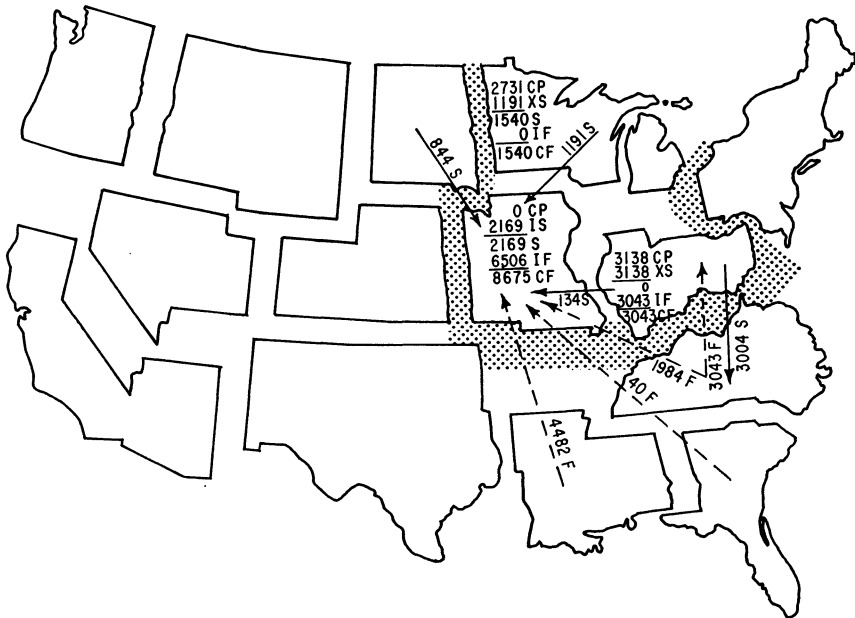 2731 CP
1191 XS
1540 S
0 IF
1540 CF
844 S
1191 S
0 CP
2169 IS
2169 S
6506 IF
8675 CF
3138 CP
3138 XS
0
3043 IF
3043 CF
134S
1984 F
3043 F
3004 S
40 F
4482 F